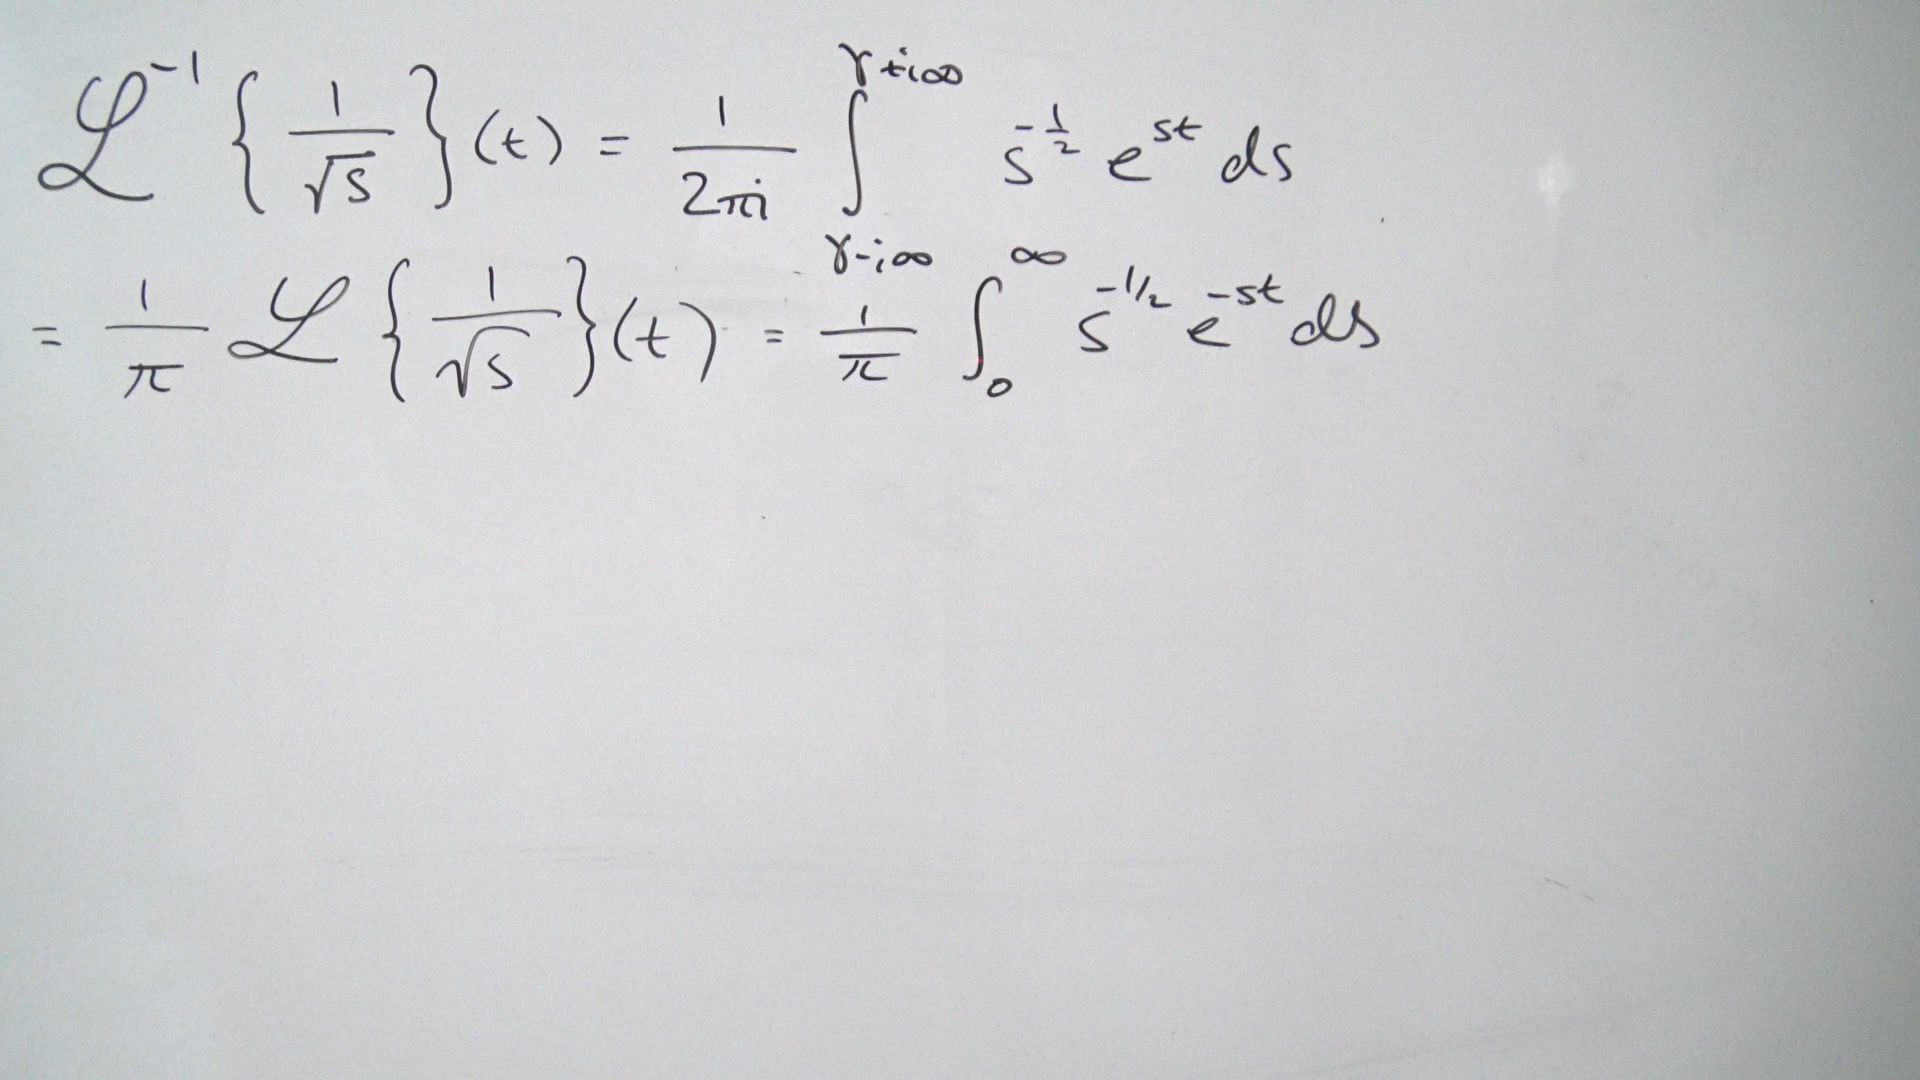 ℒ⁻¹ { 1/√s } (t) = 1/(2πi) ∫_{γ-i∞}^{γ+i∞} s^{-1/2} e^{st} ds
= 1/π ℒ { 1/√s } (t) = 1/π ∫_0^∞ s^{-1/2} e^{-st} ds